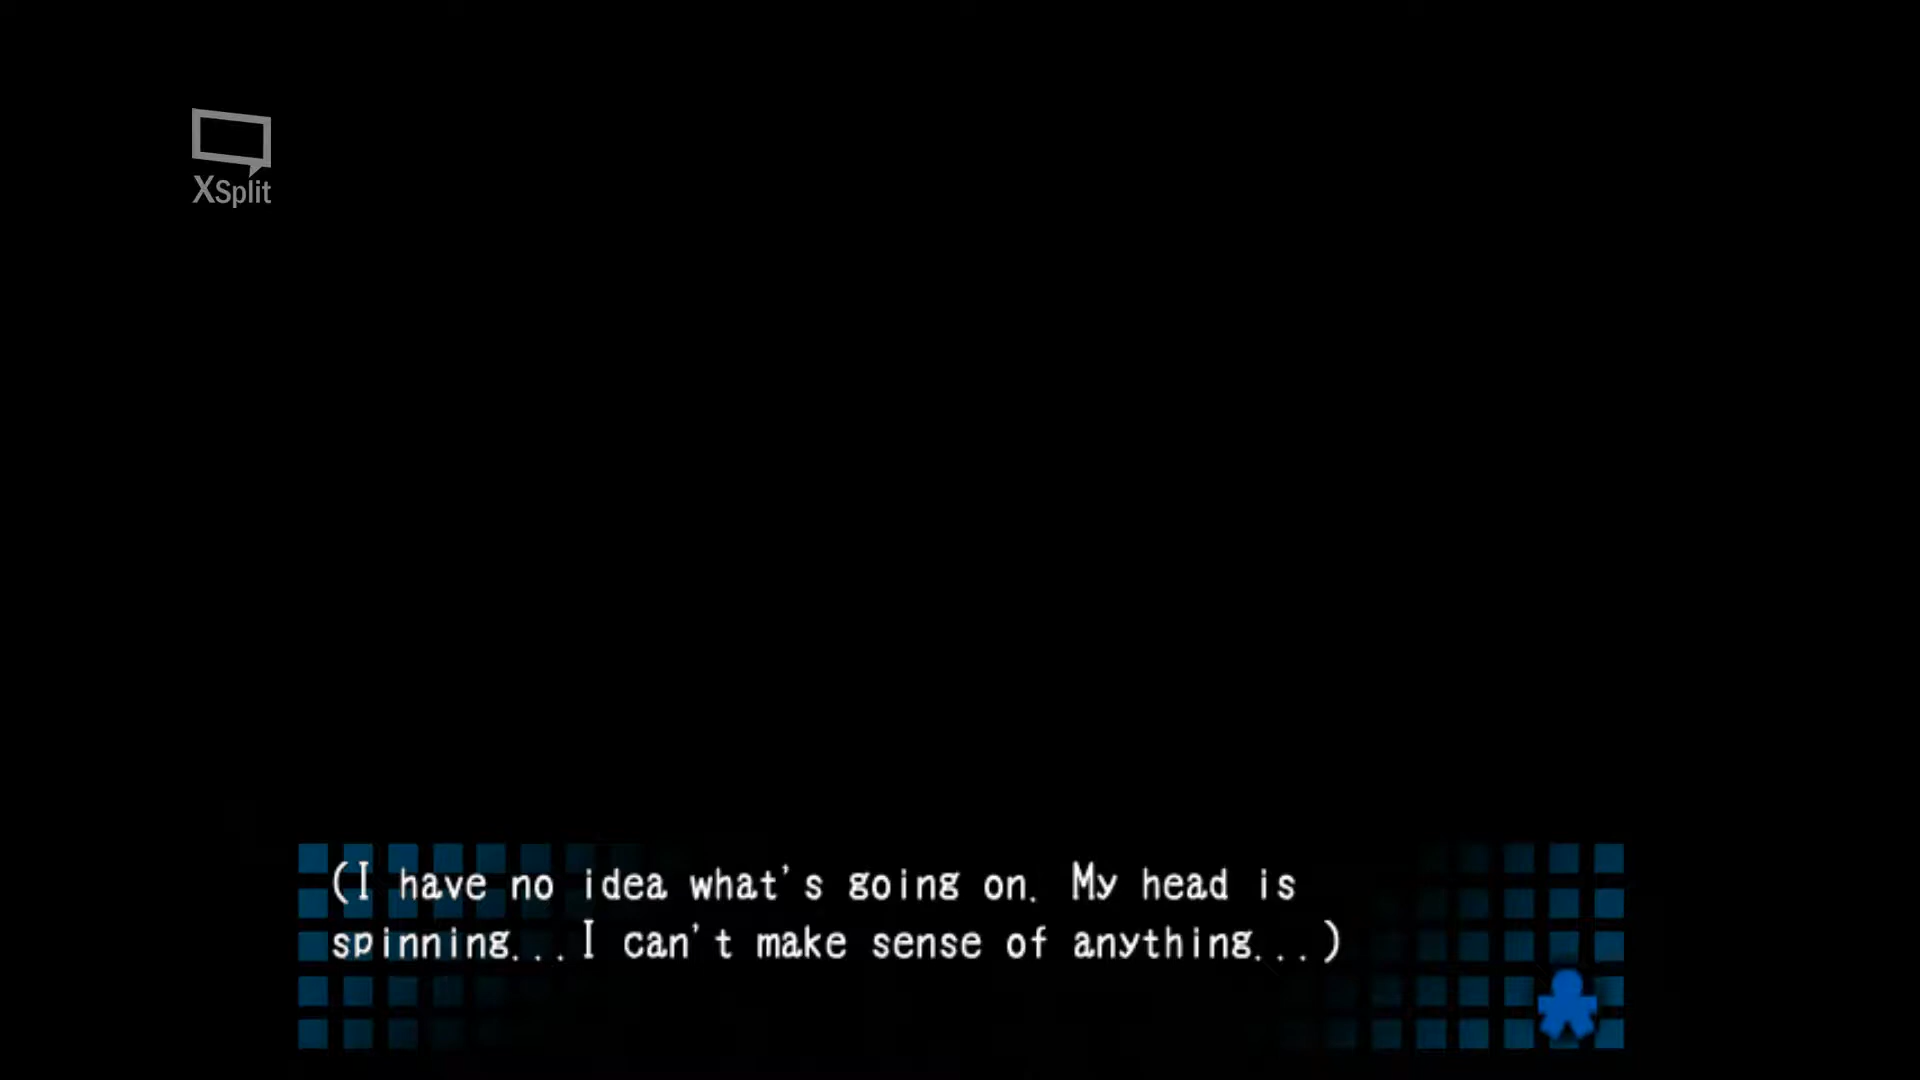 XSplit
(I have no idea what's going on. My head is
spinning...I can't make sense of anything...)